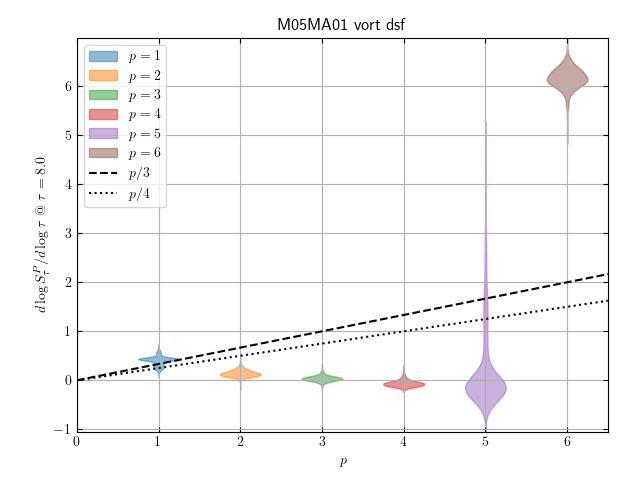 M05MA01 vort dsf
d log S_τ^p / d log τ @ τ = 8.0
p = 1
p = 2
p = 3
p = 4
p = 5
p = 6
p/3
p/4
6
5
4
3
2
1
0
−1
0 1 2 3 4 5 6
p